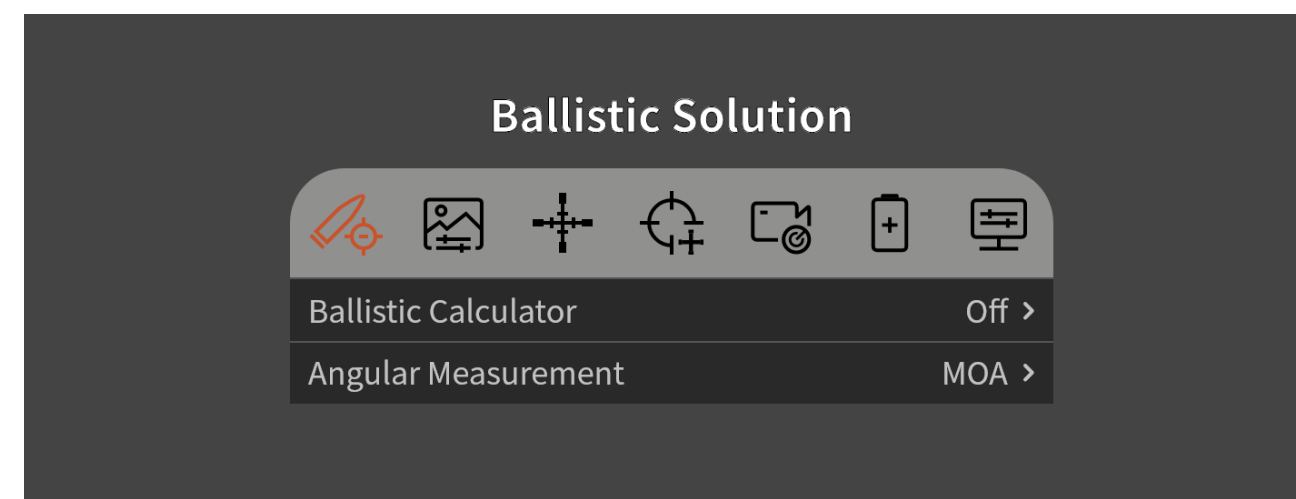 Ballistic Solution
Ballistic Calculator Off >
Angular Measurement MOA >